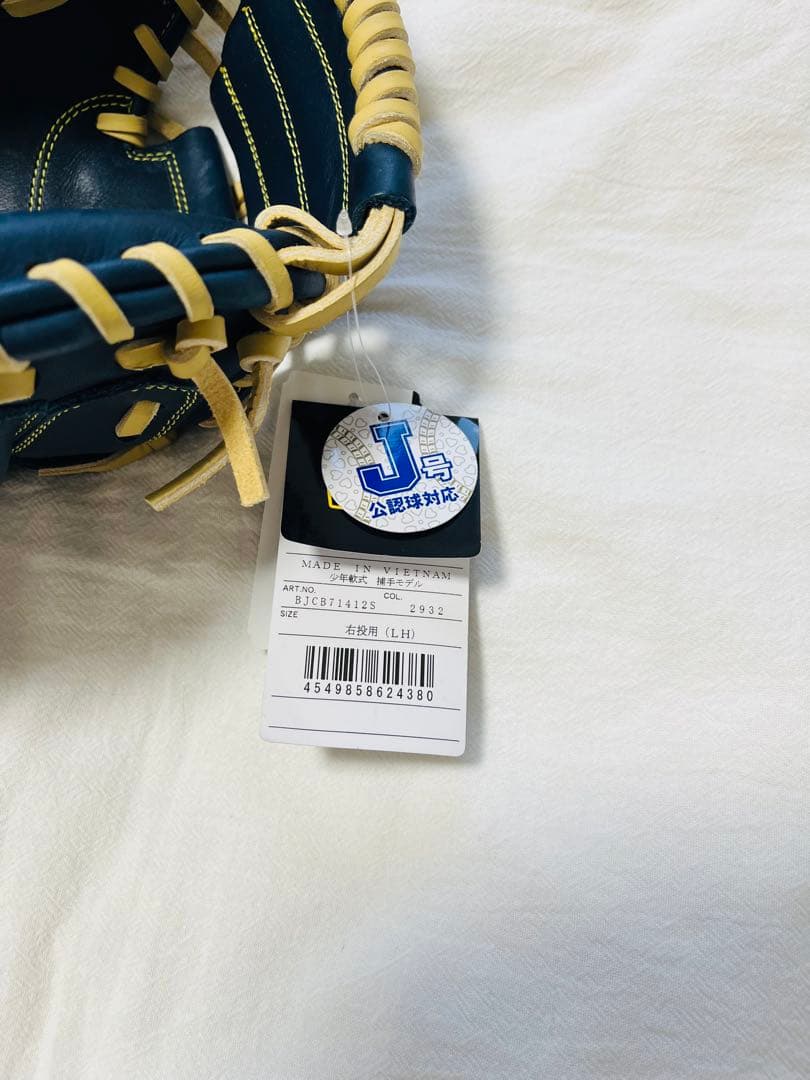 J号
公認球対応
MADE IN VIETNAM
少年軟式 捕手モデル
ART.NO. COL.
BJCB71412S 2932
SIZE
右投用(LH)
4549858624380